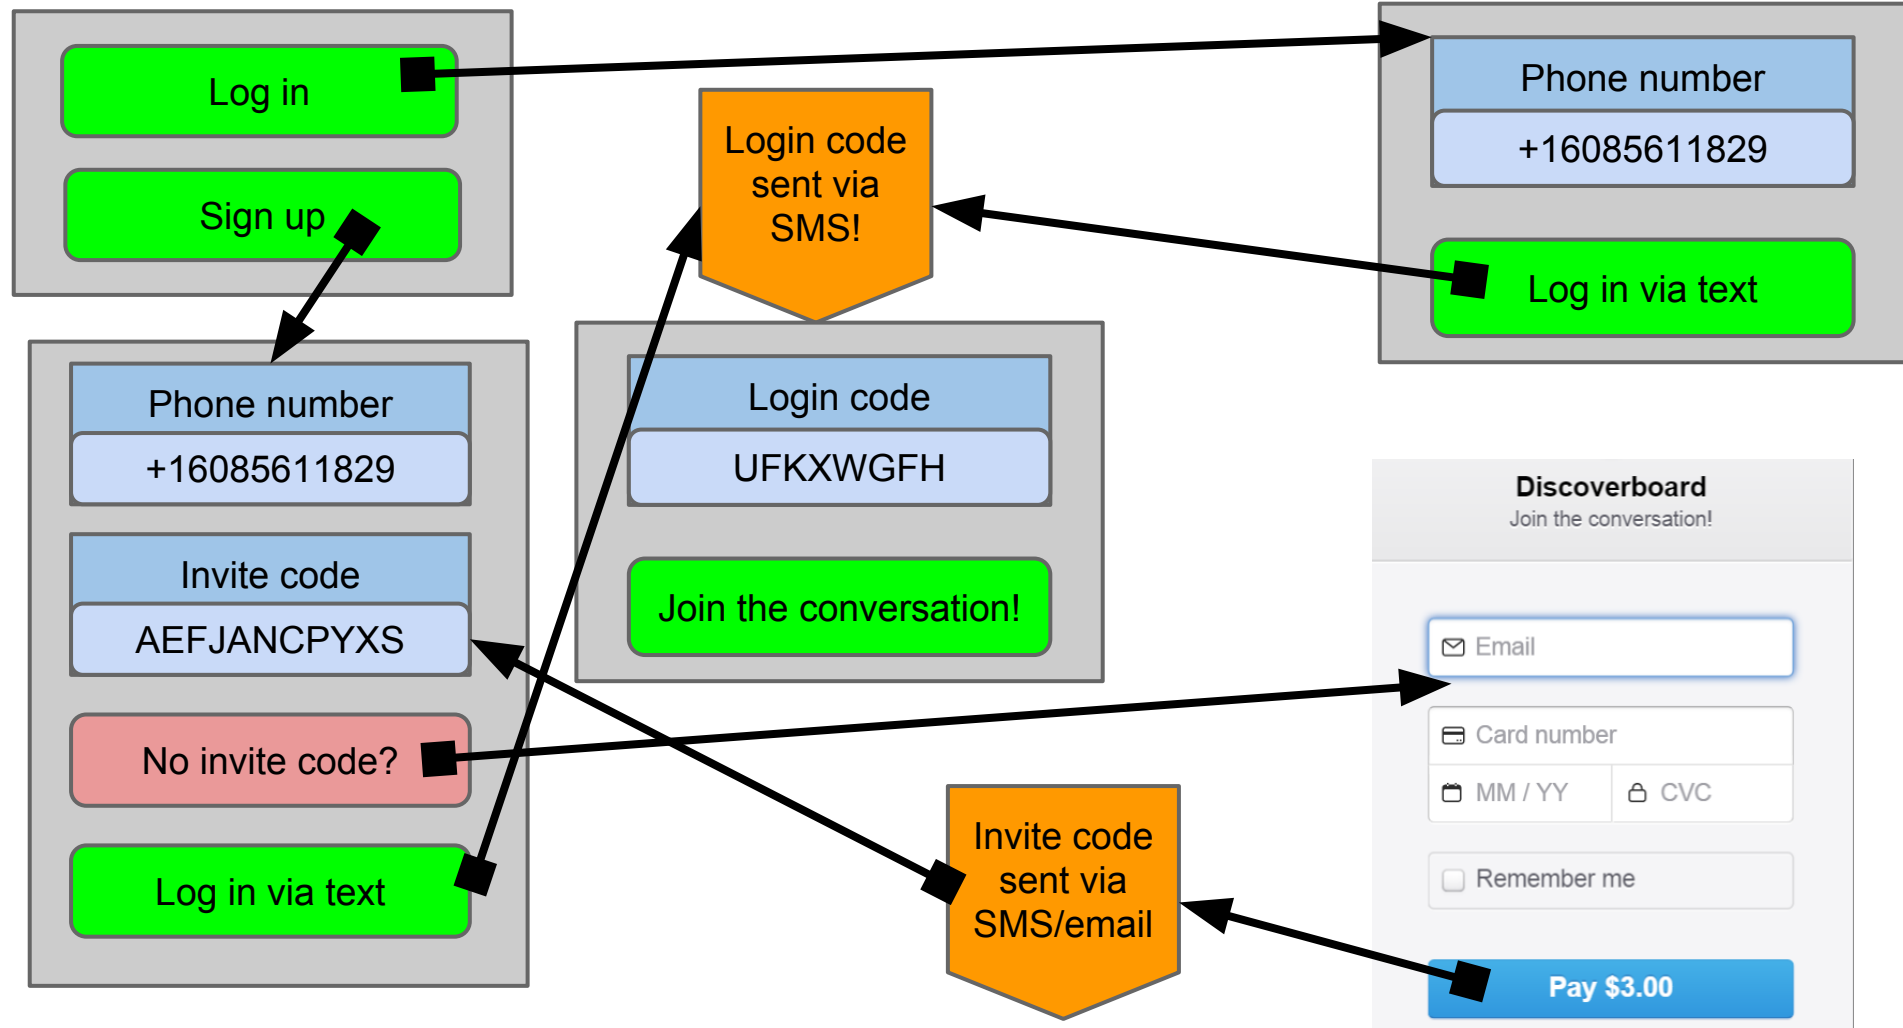 Log in
Sign up
Phone number
+16085611829
Invite code
AEFJANCPYXS
No invite code?
Log in via text
Login code
sent via
SMS!
Login code
UFKXWGFH
Join the conversation!
Invite code
sent via
SMS/email
Phone number
+16085611829
Log in via text
Discoverboard
Join the conversation!
Email
Card number
MM / YY CVC
Remember me
Pay $3.00